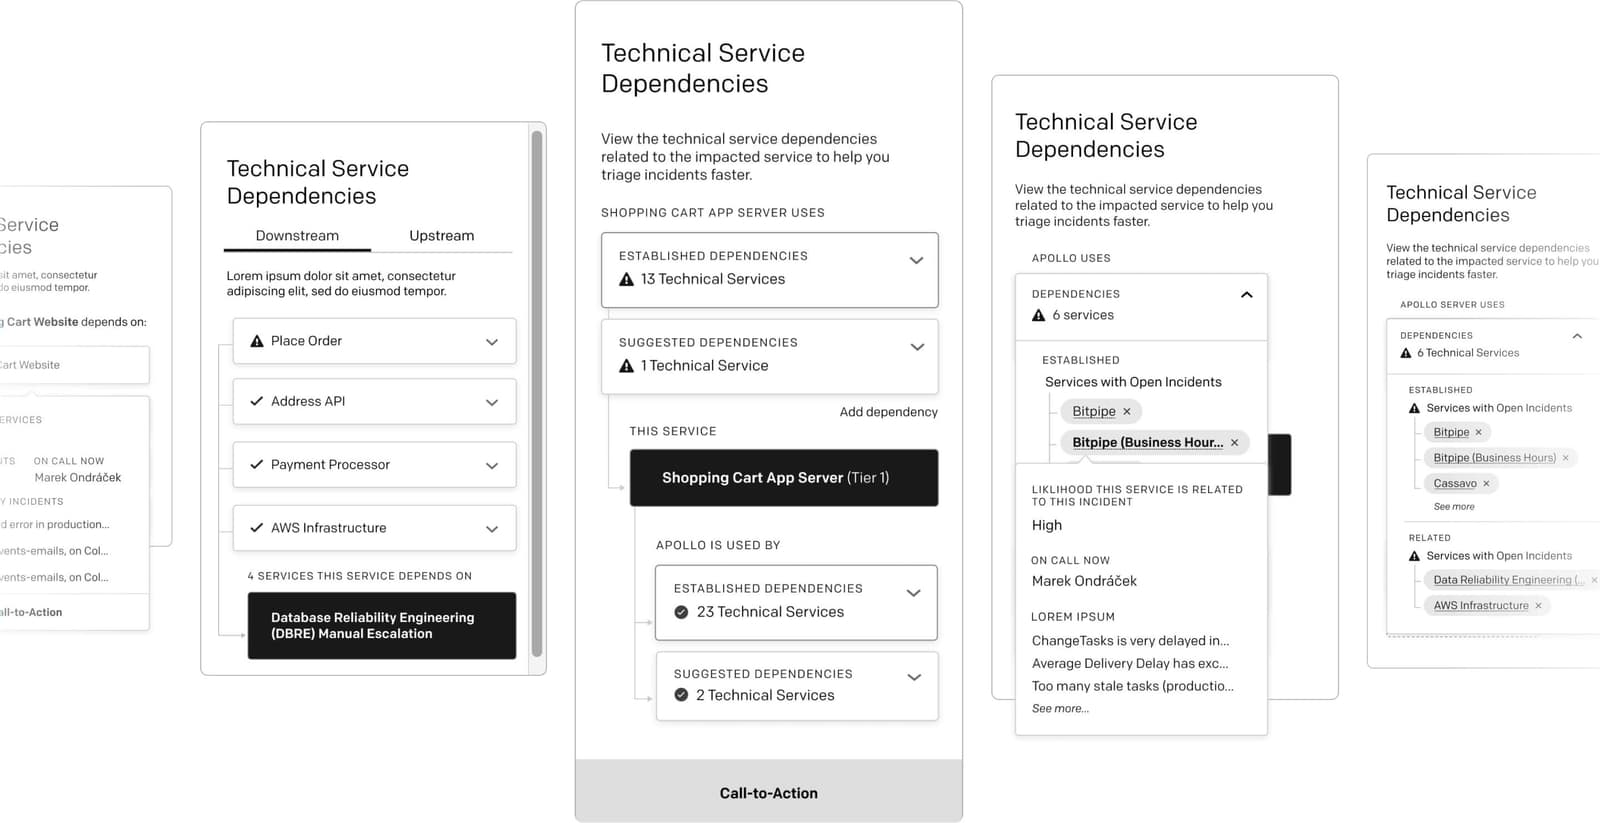 Service
sit amet, consectetur
do eiusmod tempor.
Cart Website depends on:
Cart Website
ON CALL NOW
Marek Ondráček
INCIDENTS
error in production...
on Col...
on Col...
Call-to-Action
Technical Service
Dependencies
Downstream
Upstream
Lorem ipsum dolor sit amet, consectetur
adipiscing elit, sed do eiusmod tempor.
Place Order
Address API
Payment Processor
AWS Infrastructure
4 SERVICES THIS SERVICE DEPENDS ON
Database Reliability Engineering
(DBRE) Manual Escalation
Technical Service
Dependencies
View the technical service dependencies
related to the impacted service to help you
triage incidents faster.
SHOPPING CART APP SERVER USES
ESTABLISHED DEPENDENCIES
13 Technical Services
SUGGESTED DEPENDENCIES
1 Technical Service
Add dependency
THIS SERVICE
Shopping Cart App Server (Tier 1)
APOLLO IS USED BY
ESTABLISHED DEPENDENCIES
23 Technical Services
SUGGESTED DEPENDENCIES
2 Technical Services
Call-to-Action
Technical Service
Dependencies
View the technical service dependencies
related to the impacted service to help you
triage incidents faster.
APOLLO USES
DEPENDENCIES
6 services
ESTABLISHED
Services with Open Incidents
Bitpipe ×
Bitpipe (Business Hour... ×
LIKLIHOOD THIS SERVICE IS RELATED
TO THIS INCIDENT
High
ON CALL NOW
Marek Ondráček
LOREM IPSUM
ChangeTasks is very delayed in...
Average Delivery Delay has exc...
Too many stale tasks (productio...
See more...
Technical Service
Dependencies
View the technical service dependencies
related to the impacted service to help you
triage incidents faster.
APOLLO SERVER USES
DEPENDENCIES
6 Technical Services
ESTABLISHED
Services with Open Incidents
Bitpipe ×
Bitpipe (Business Hours) ×
Cassavo ×
See more
RELATED
Services with Open Incidents
Data Reliability Engineering (... ×
AWS Infrastructure ×